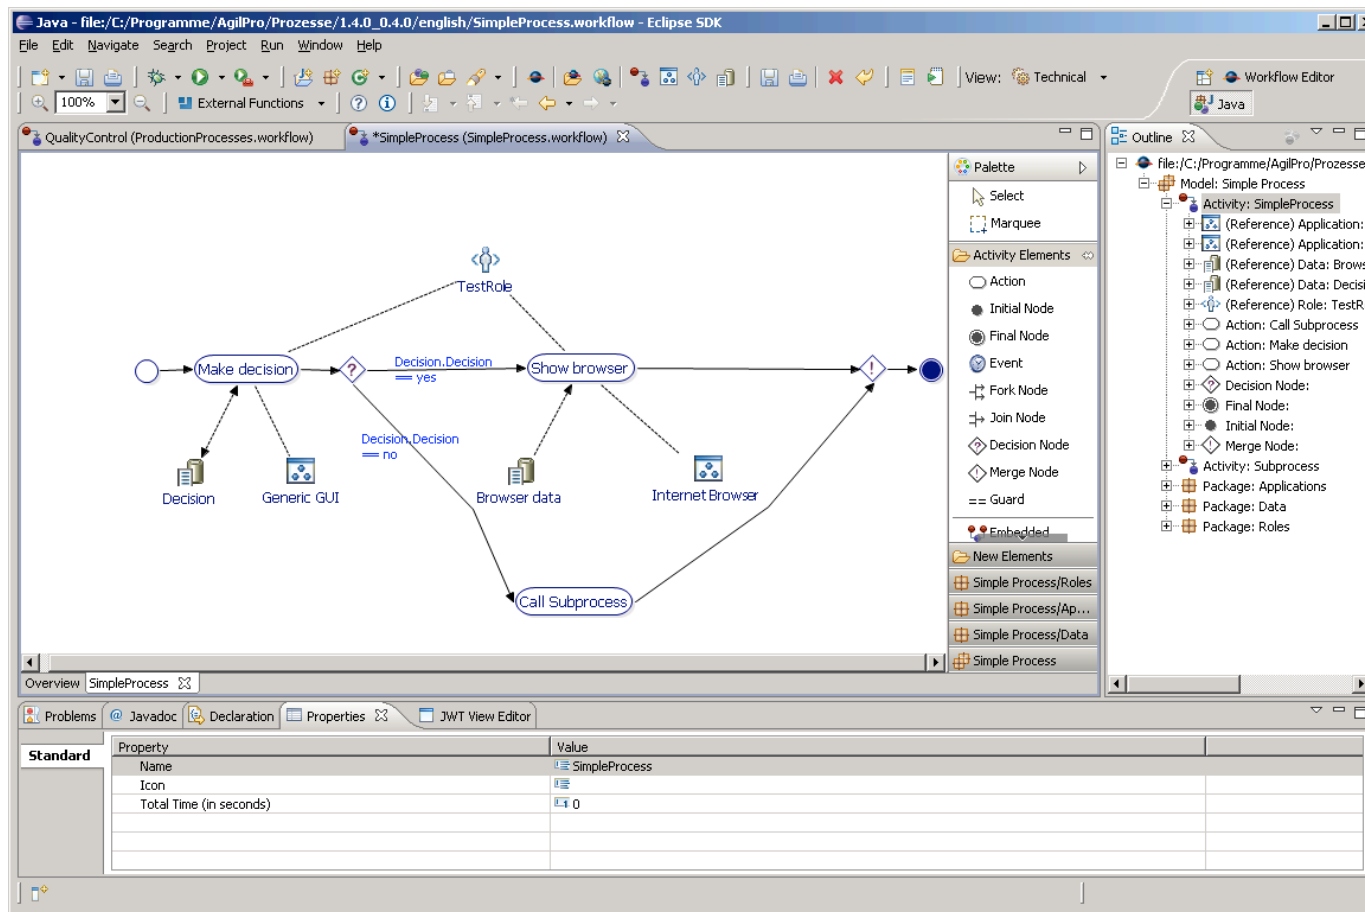 Java - file:/C:/Programme/AgilPro/Prozesse/1.4.0_0.4.0/english/SimpleProcess.workflow - Eclipse SDK
File Edit Navigate Search Project Run Window Help
View: Technical
Workflow Editor
100%
External Functions
Java
QualityControl (ProductionProcesses.workflow)
*SimpleProcess (SimpleProcess.workflow)
Outline
TestRole
Make decision
?
Decision.Decision
== yes
Show browser
!
Decision.Decision
== no
Decision
Generic GUI
Browser data
Internet Browser
Call Subprocess
Palette
Select
Marquee
Activity Elements
Action
Initial Node
Final Node
Event
Fork Node
Join Node
Decision Node
Merge Node
== Guard
Embedded
New Elements
Simple Process/Roles
Simple Process/Ap...
Simple Process/Data
Simple Process
file:/C:/Programme/AgilPro/Prozesse
Model: Simple Process
Activity: SimpleProcess
(Reference) Application:
(Reference) Application:
(Reference) Data: Brows
(Reference) Data: Decisi
(Reference) Role: TestR
Action: Call Subprocess
Action: Make decision
Action: Show browser
Decision Node:
Final Node:
Initial Node:
Merge Node:
Activity: Subprocess
Package: Applications
Package: Data
Package: Roles
Overview SimpleProcess
Problems @ Javadoc Declaration Properties JWT View Editor
Standard
Property Value
Name SimpleProcess
Icon
Total Time (in seconds) 0